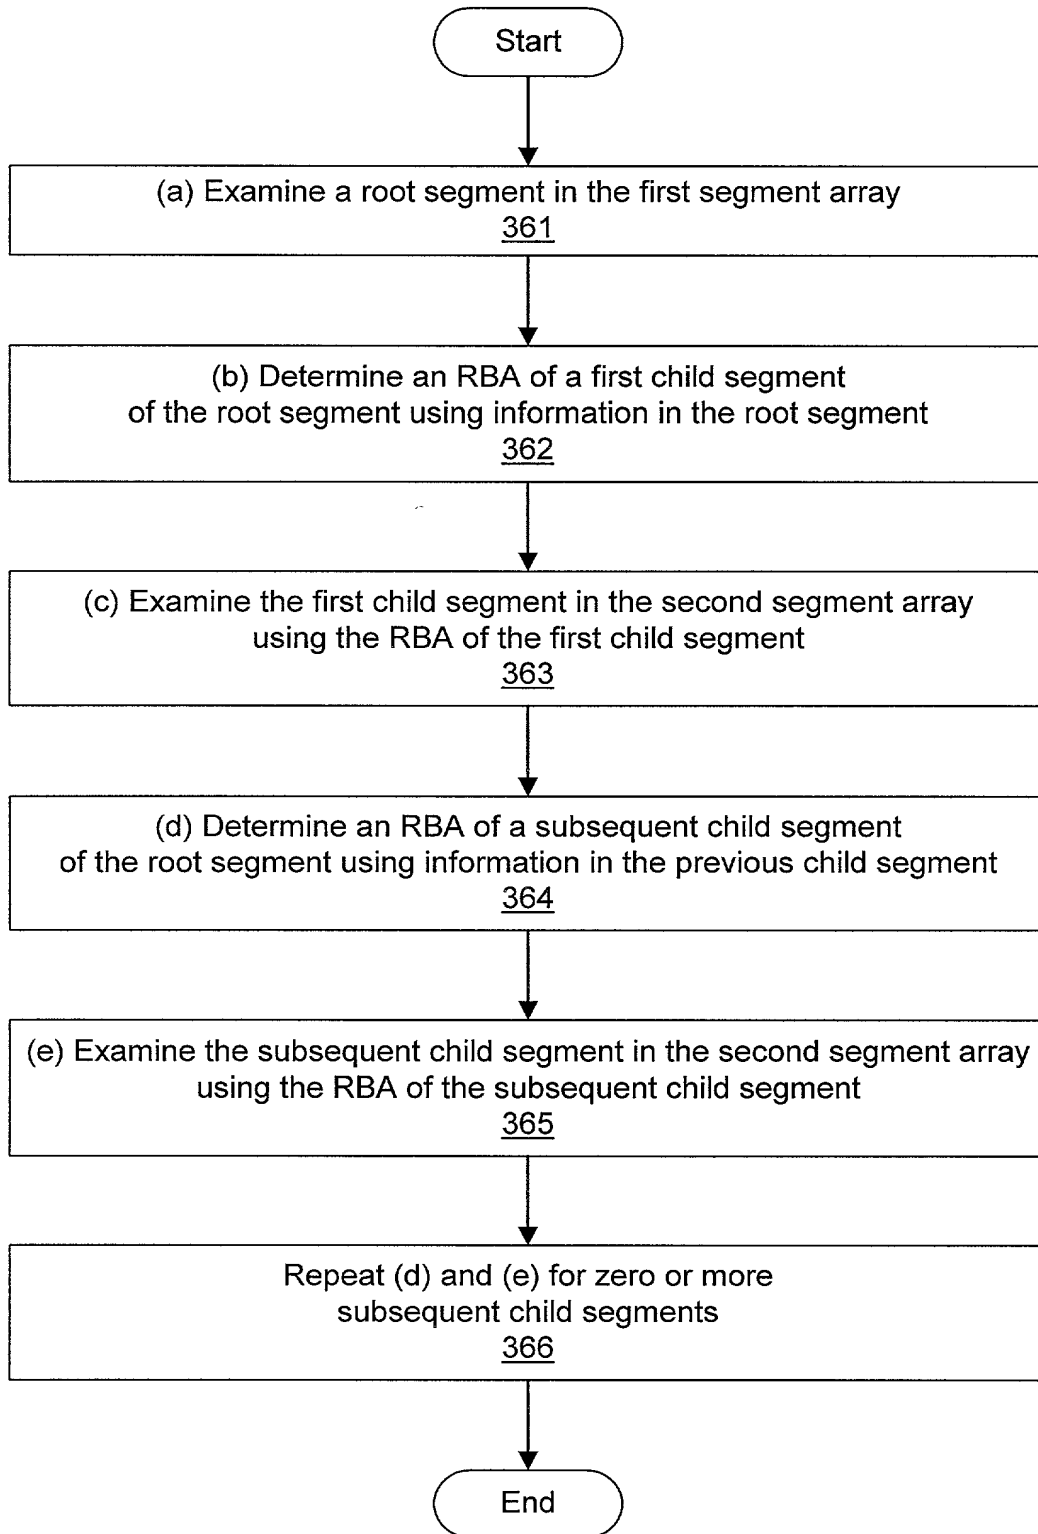 Start
(a) Examine a root segment in the first segment array
361
(b) Determine an RBA of a first child segment
of the root segment using information in the root segment
362
(c) Examine the first child segment in the second segment array
using the RBA of the first child segment
363
(d) Determine an RBA of a subsequent child segment
of the root segment using information in the previous child segment
364
(e) Examine the subsequent child segment in the second segment array
using the RBA of the subsequent child segment
365
Repeat (d) and (e) for zero or more
subsequent child segments
366
End